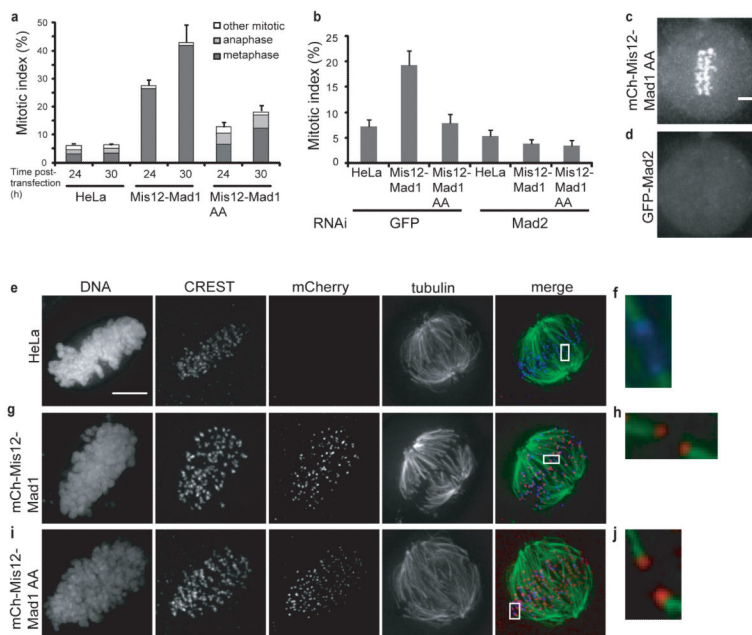 a
Mitotic index (%)
50
40
30
20
10
0
other mitotic
anaphase
metaphase
Time post-transfection (h)
24 30 24 30 24 30
HeLa Mis12-Mad1 Mis12-Mad1 AA
b
Mitotic index (%)
25
20
15
10
5
0
HeLa Mis12-Mad1 Mis12-Mad1 AA HeLa Mis12-Mad1 Mis12-Mad1 AA
RNAi GFP Mad2
c
mCh-Mis12-Mad1 AA
d
GFP-Mad2
DNA CREST mCherry tubulin merge
e
HeLa
f
g
mCh-Mis12-Mad1
h
i
mCh-Mis12-Mad1 AA
j